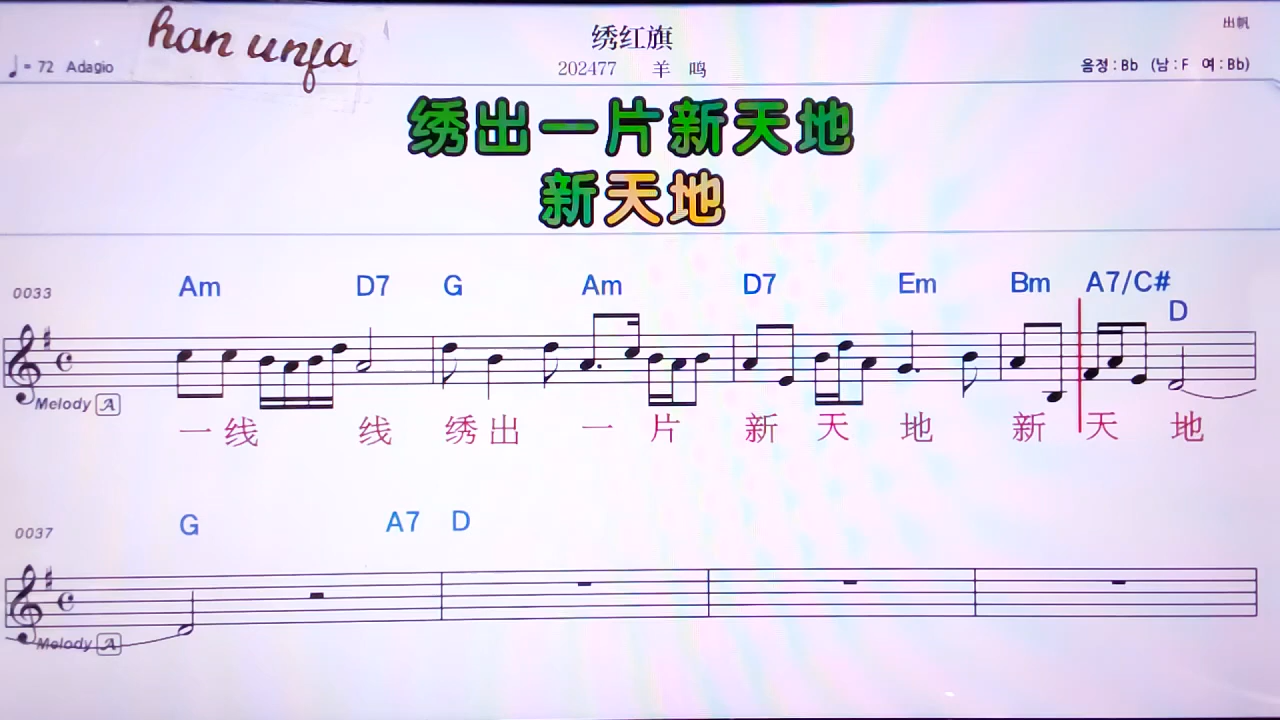 han unfa
绣红旗
出帆
♩= 72 Adagio
202477 羊 鸣
음정 : Bb (남 : F 여 : Bb)
绣出一片新天地
新天地
0033 Am D7 G Am D7 Em Bm A7/C# D
Melody A
一 线 线 绣 出 一 片 新 天 地 新 天 地
0037 G A7 D
Melody A